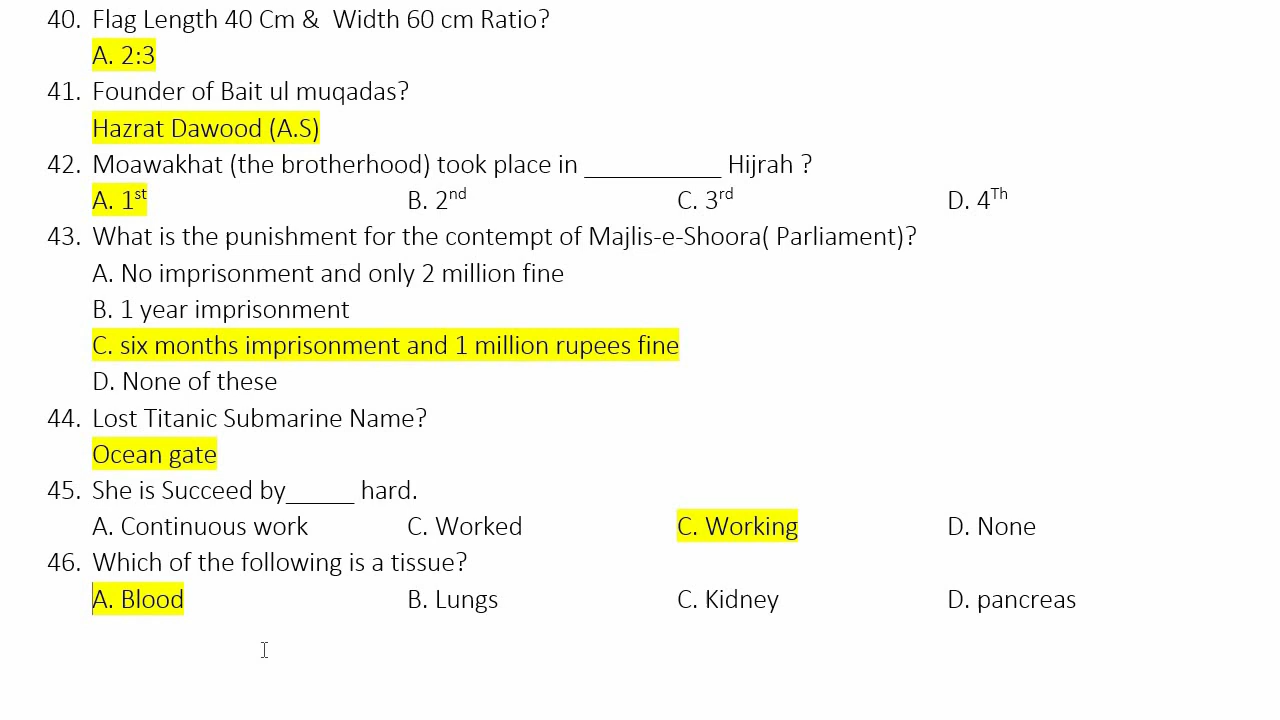 40. Flag Length 40 Cm & Width 60 cm Ratio?
A. 2:3
41. Founder of Bait ul muqadas?
Hazrat Dawood (A.S)
42. Moawakhat (the brotherhood) took place in __________ Hijrah ?
A. 1st B. 2nd C. 3rd D. 4Th
43. What is the punishment for the contempt of Majlis-e-Shoora( Parliament)?
A. No imprisonment and only 2 million fine
B. 1 year imprisonment
C. six months imprisonment and 1 million rupees fine
D. None of these
44. Lost Titanic Submarine Name?
Ocean gate
45. She is Succeed by_____ hard.
A. Continuous work C. Worked C. Working D. None
46. Which of the following is a tissue?
A. Blood B. Lungs C. Kidney D. pancreas